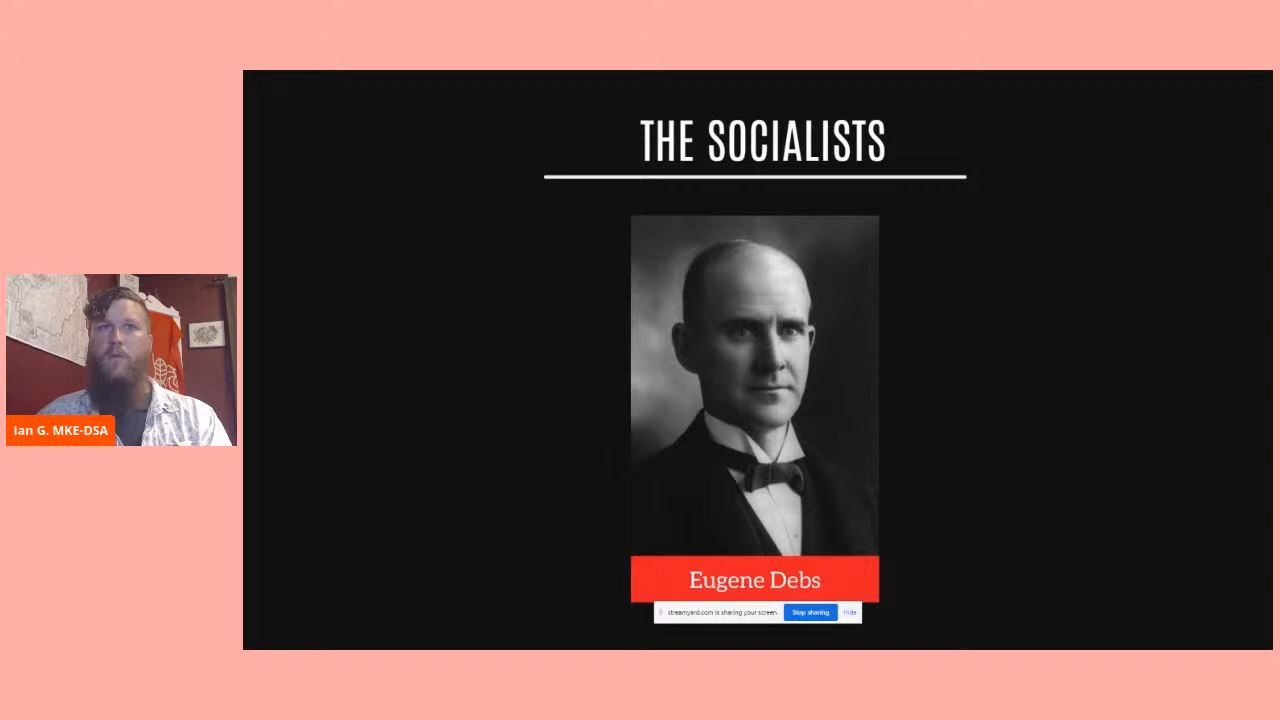 THE SOCIALISTS
Ian G. MKE-DSA
Eugene Debs
streamyard.com is sharing your screen. Stop sharing Hide